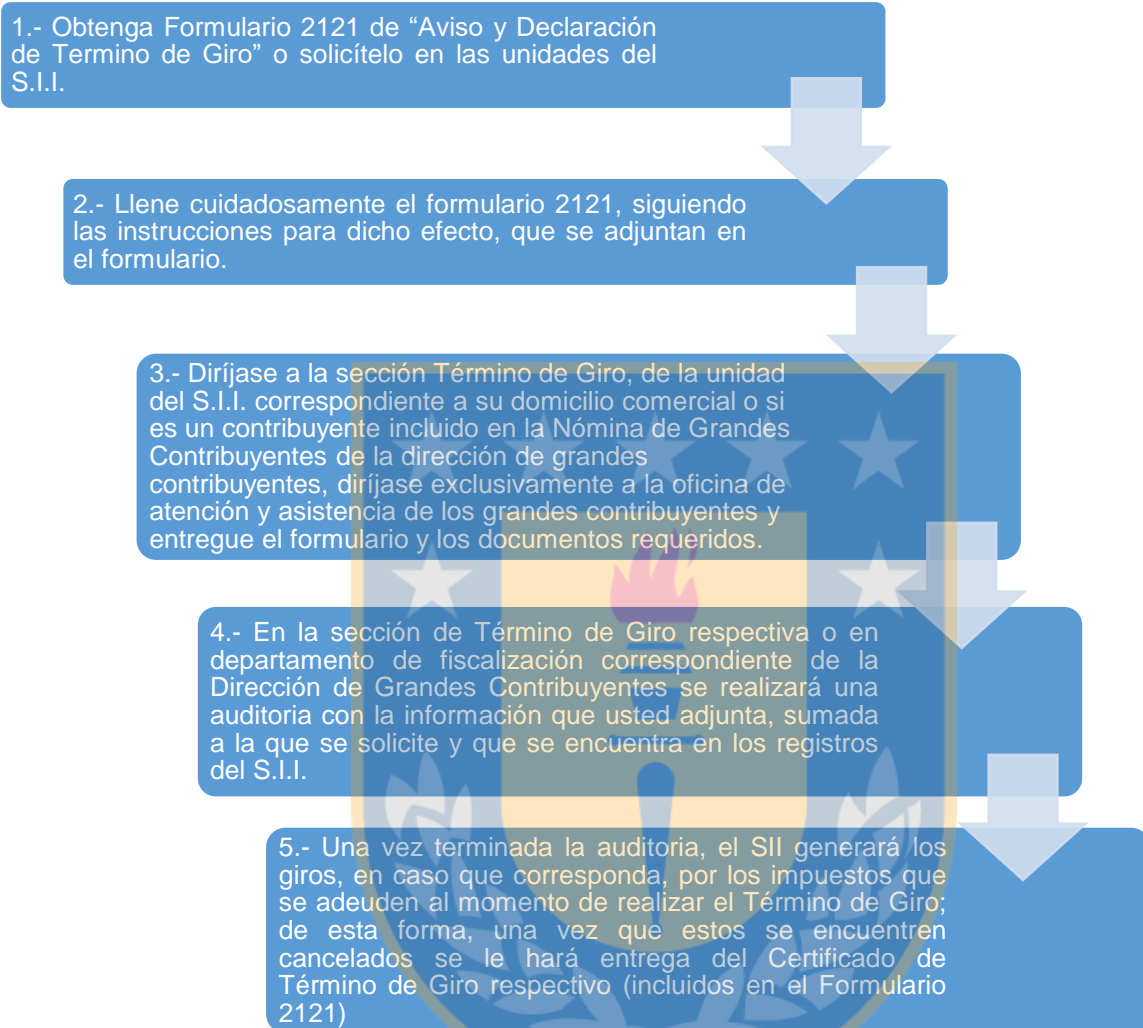 1.- Obtenga Formulario 2121 de “Aviso y Declaración
de Termino de Giro” o solicítelo en las unidades del
S.I.I.
2.- Llene cuidadosamente el formulario 2121, siguiendo
las instrucciones para dicho efecto, que se adjuntan en
el formulario.
3.- Diríjase a la sección Término de Giro, de la unidad
del S.I.I. correspondiente a su domicilio comercial o si
es un contribuyente incluido en la Nómina de Grandes
Contribuyentes de la dirección de grandes
contribuyentes, diríjase exclusivamente a la oficina de
atención y asistencia de los grandes contribuyentes y
entregue el formulario y los documentos requeridos.
4.- En la sección de Término de Giro respectiva o en
departamento de fiscalización correspondiente de la
Dirección de Grandes Contribuyentes se realizará una
auditoria con la información que usted adjunta, sumada
a la que se solicite y que se encuentra en los registros
del S.I.I.
5.- Una vez terminada la auditoria, el SII generará los
giros, en caso que corresponda, por los impuestos que
se adeuden al momento de realizar el Término de Giro;
de esta forma, una vez que estos se encuentren
cancelados se le hará entrega del Certificado de
Término de Giro respectivo (incluidos en el Formulario
2121)